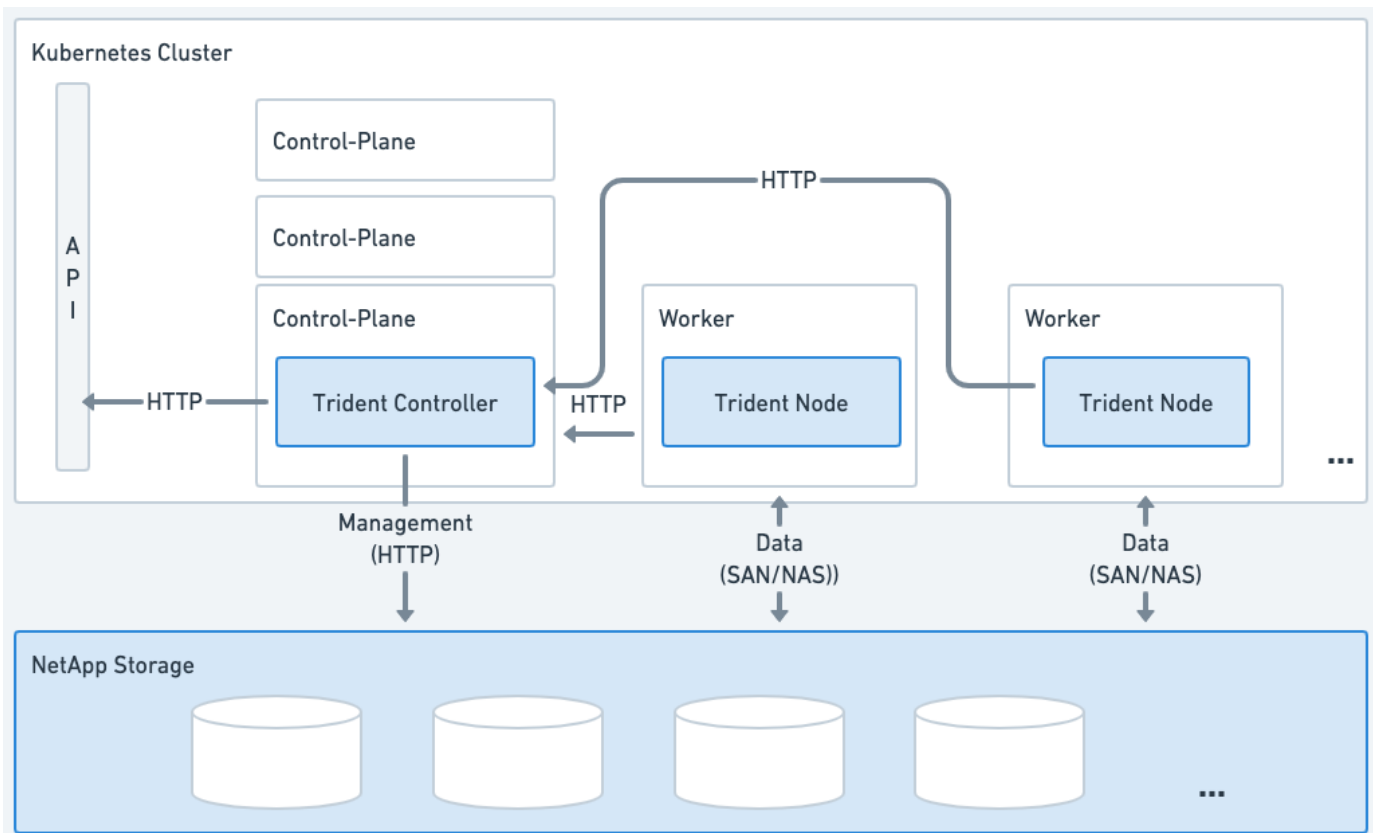 Kubernetes Cluster
A
P
I
Control-Plane
Control-Plane
Control-Plane
Trident Controller
HTTP
HTTP
HTTP
Worker
Trident Node
Worker
Trident Node
...
Management
(HTTP)
Data
(SAN/NAS))
Data
(SAN/NAS)
NetApp Storage
...